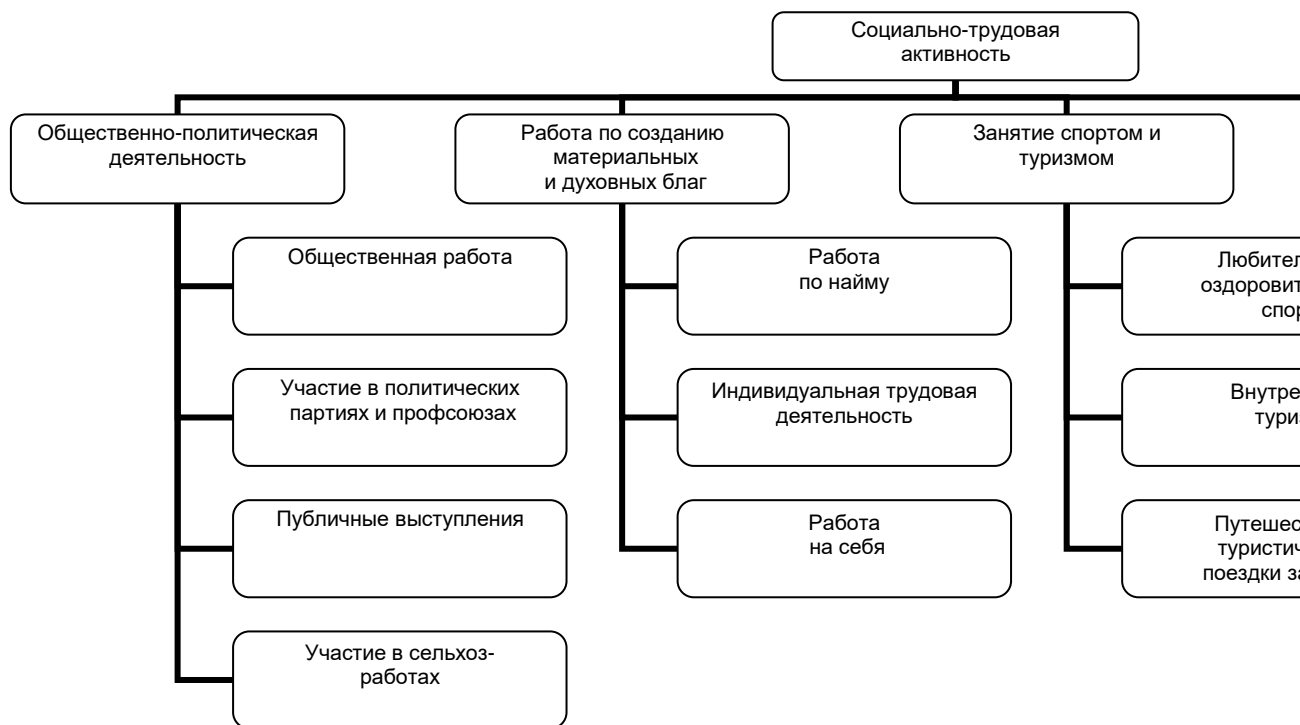 Социально-трудовая
активность
Общественно-политическая
деятельность
Работа по созданию
материальных
и духовных благ
Занятие спортом и
туризмом
Общественная работа
Участие в политических
партиях и профсоюзах
Публичные выступления
Участие в сельхоз-
работах
Работа
по найму
Индивидуальная трудовая
деятельность
Работа
на себя
поездки